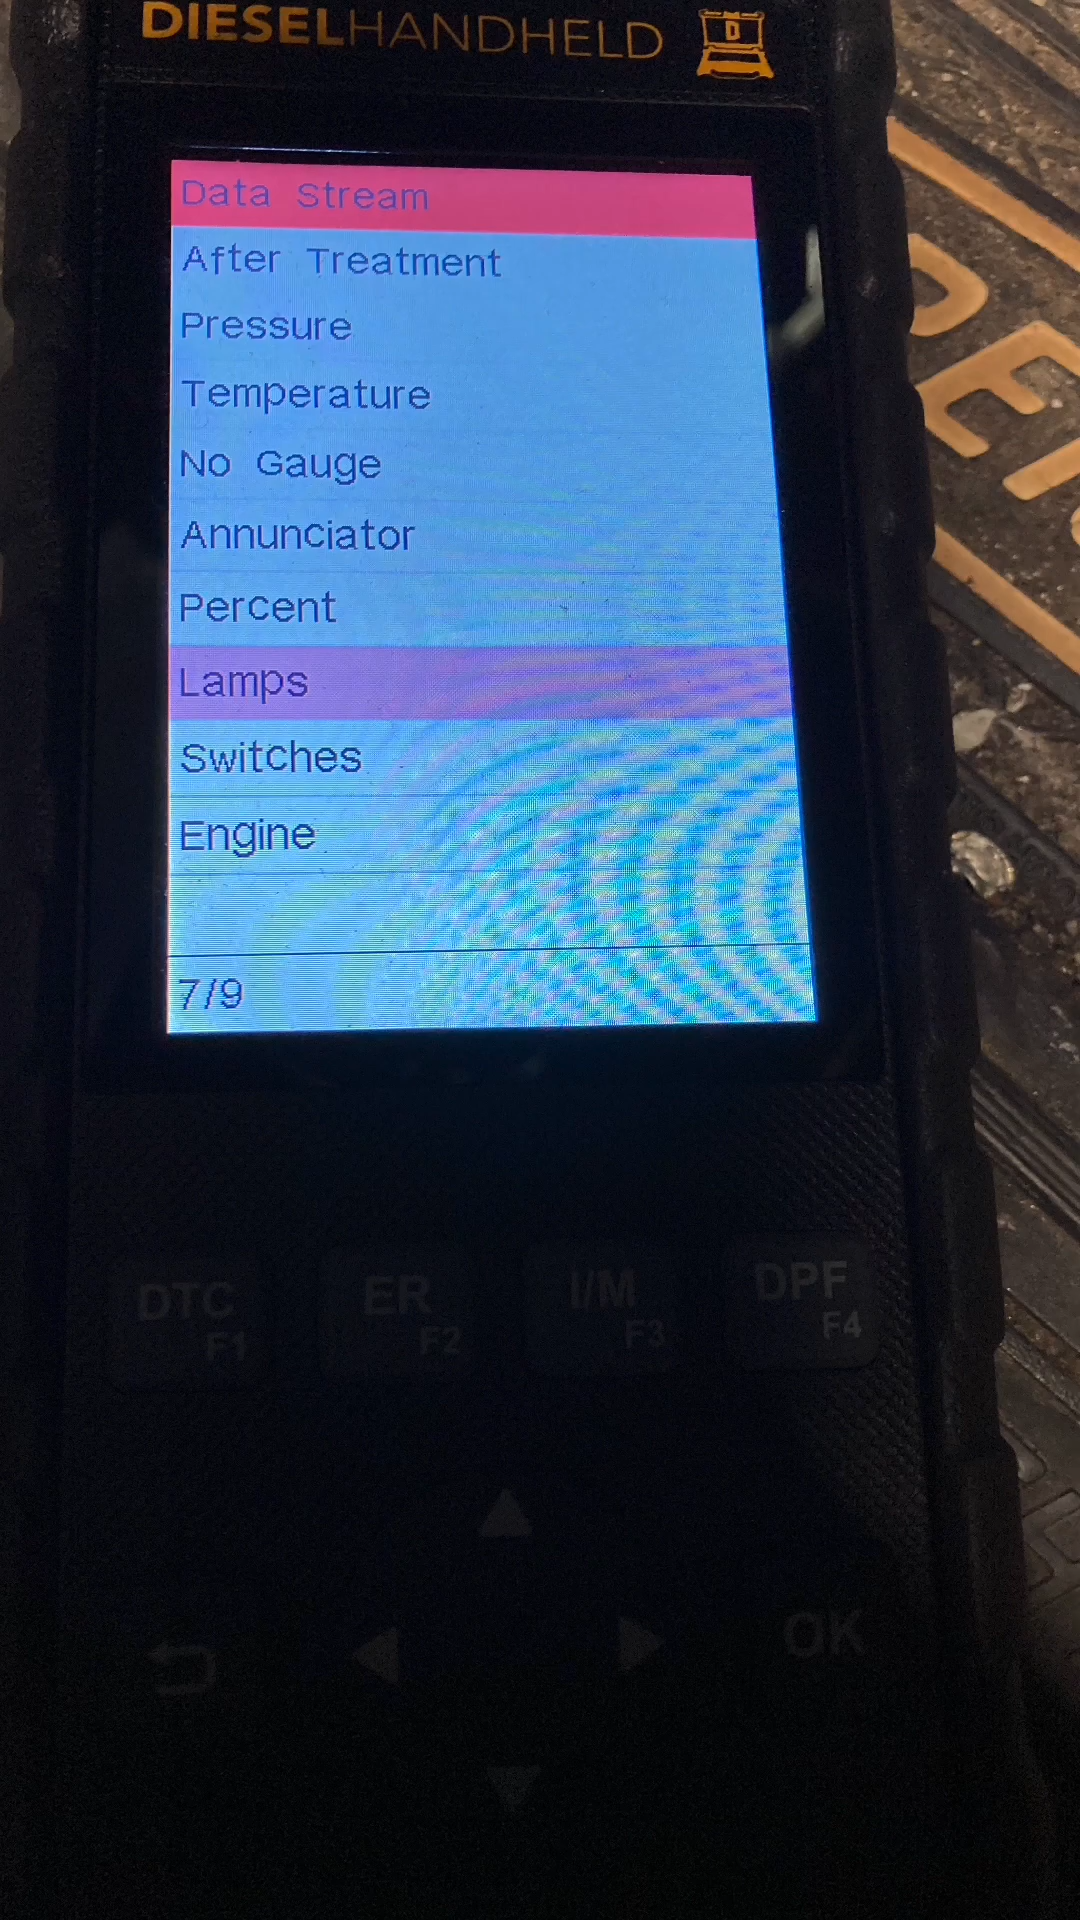 DIESELHANDHELD
Data Stream
After Treatment
Pressure
Temperature
No Gauge
Annunciator
Percent
Lamps
Switches
Engine
7/9
DTC F1
ER F2
I/M F3
DPF F4
OK